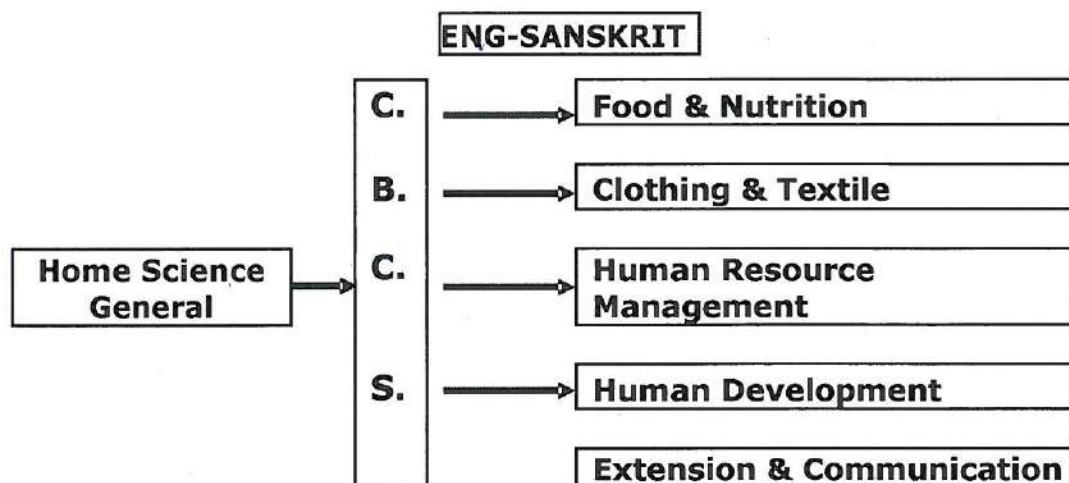 ENG-SANSKRIT
C.
Food & Nutrition
B.
Clothing & Textile
Home Science
General
C.
Human Resource
Management
S.
Human Development
Extension & Communication